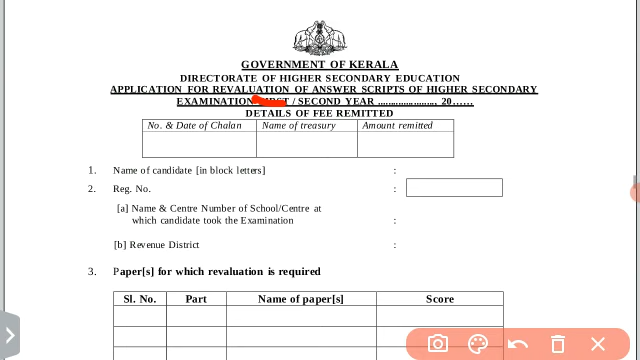 GOVERNMENT OF KERALA
DIRECTORATE OF HIGHER SECONDARY EDUCATION
APPLICATION FOR REVALUATION OF ANSWER SCRIPTS OF HIGHER SECONDARY
EXAMINATION / SECOND YEAR ......................, 20……
DETAILS OF FEE REMITTED
No. & Date of Chalan Name of treasury Amount remitted
1. Name of candidate [in block letters] :
2. Reg. No. :
[a] Name & Centre Number of School/Centre at
which candidate took the Examination :
[b] Revenue District :
3. Paper[s] for which revaluation is required
Sl. No. Part Name of paper[s] Score